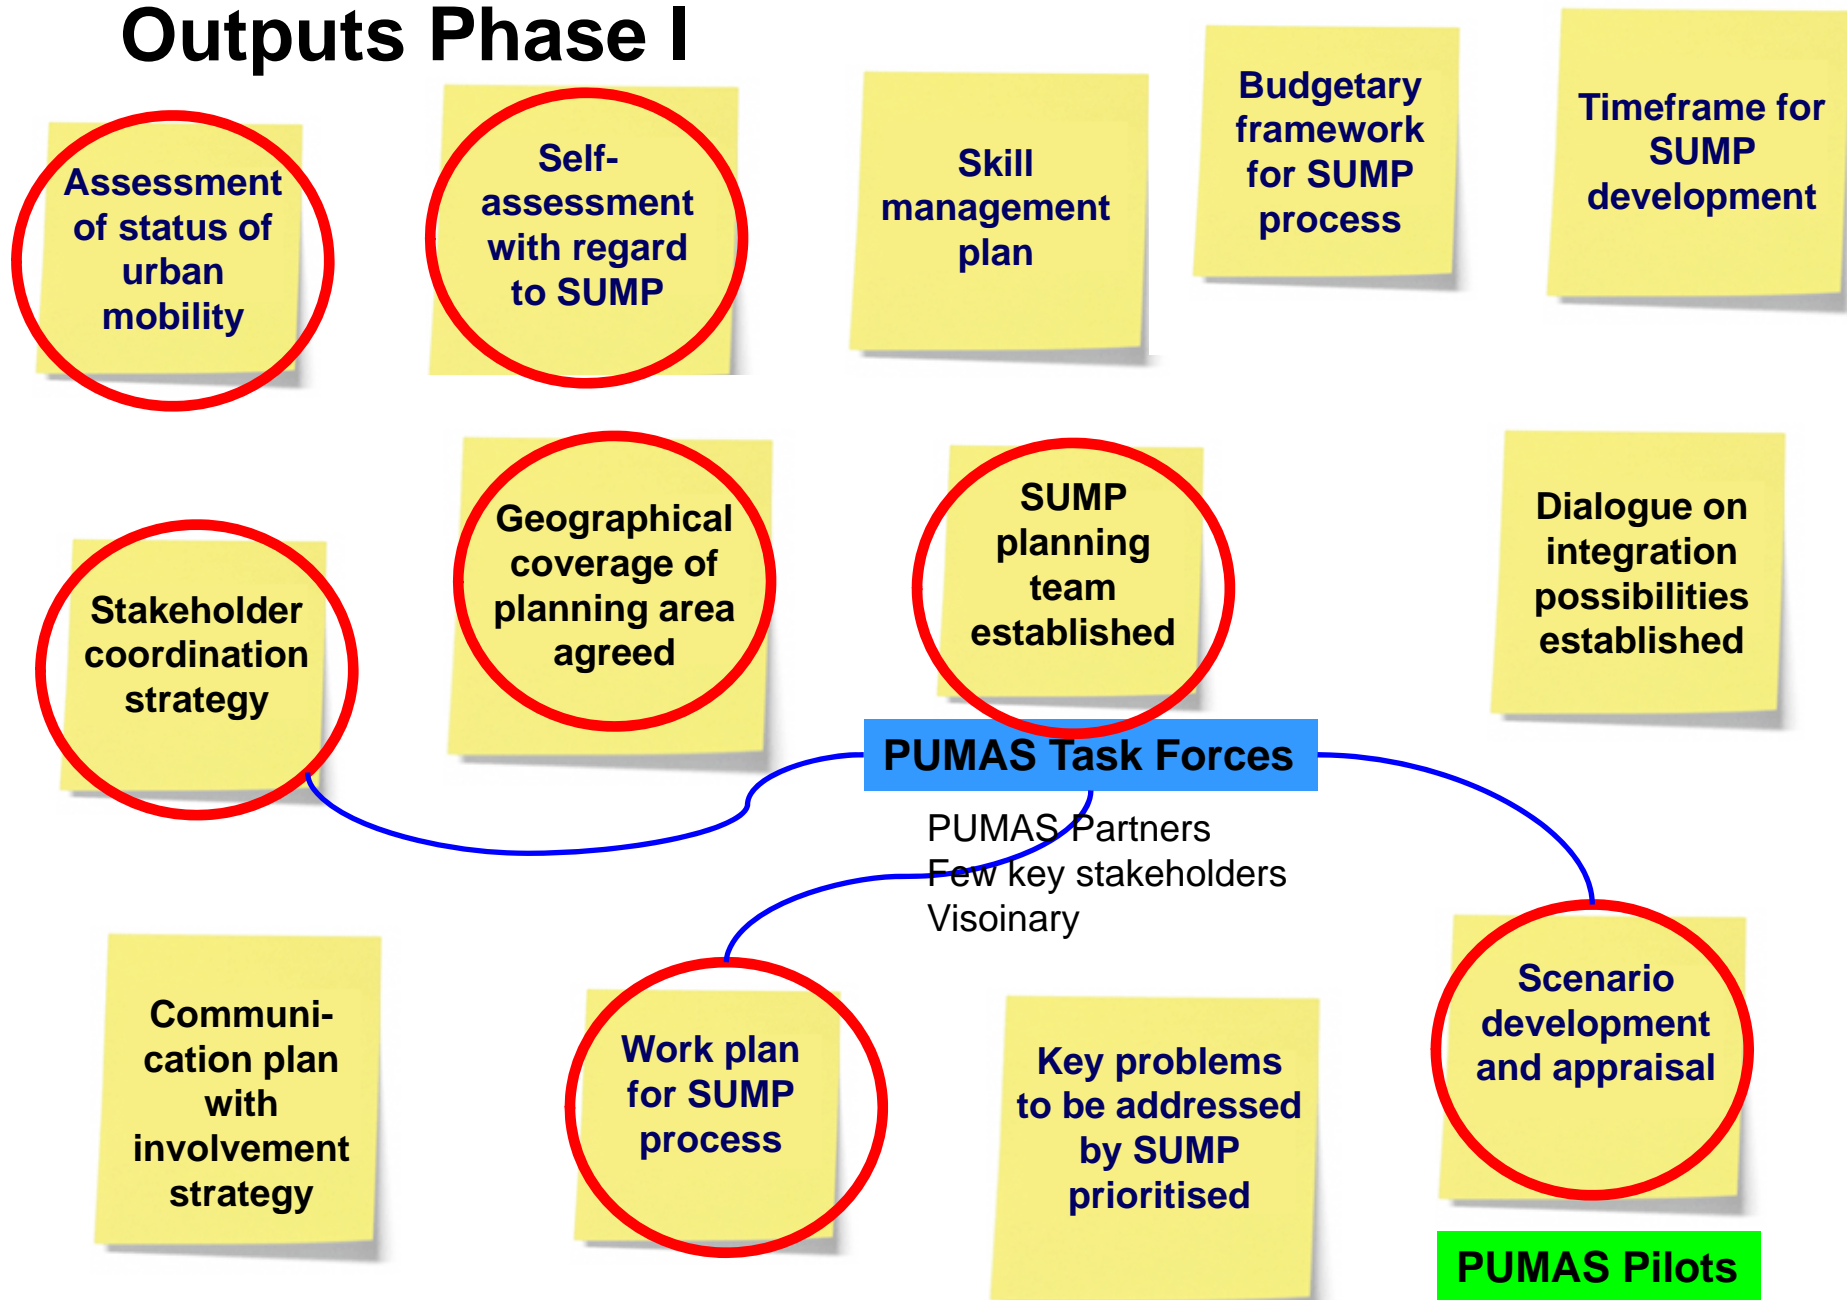 Outputs Phase I
Assessment
of status of
urban
mobility
Self-
assessment
with regard
to SUMP
Skill
management
plan
Budgetary
framework
for SUMP
process
Timeframe for
SUMP
development
Stakeholder
coordination
strategy
Geographical
coverage of
planning area
agreed
SUMP
planning
team
established
Dialogue on
integration
possibilities
established
PUMAS Task Forces
PUMAS Partners
Few key stakeholders
Visoinary
Communi-
cation plan
with
involvement
strategy
Work plan
for SUMP
process
Key problems
to be addressed
by SUMP
prioritised
Scenario
development
and appraisal
PUMAS Pilots